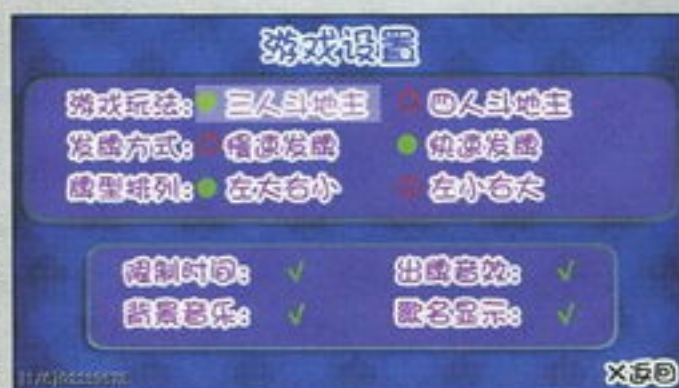 游戏设置
游戏玩法: 三人斗地主 四人斗地主
发牌方式: 慢速发牌 快速发牌
牌型排列: 左大右小 左小右大
限制时间: √ 出牌音效: √
背景音乐: √ 歌名显示: √
X返回